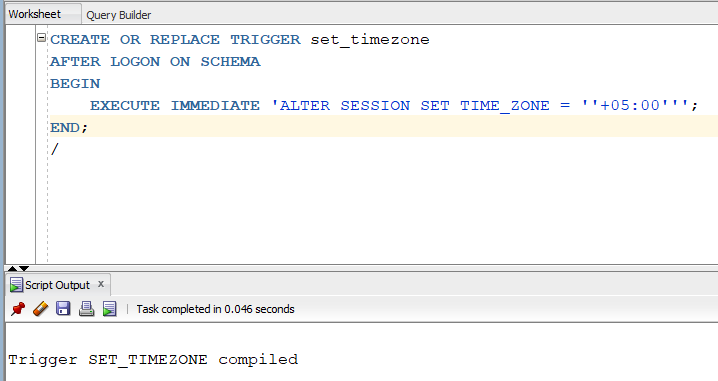 Worksheet Query Builder
CREATE OR REPLACE TRIGGER set_timezone
AFTER LOGON ON SCHEMA
BEGIN
    EXECUTE IMMEDIATE 'ALTER SESSION SET TIME_ZONE = ''+05:00''';
END;
/
Script Output x
Task completed in 0.046 seconds
Trigger SET_TIMEZONE compiled